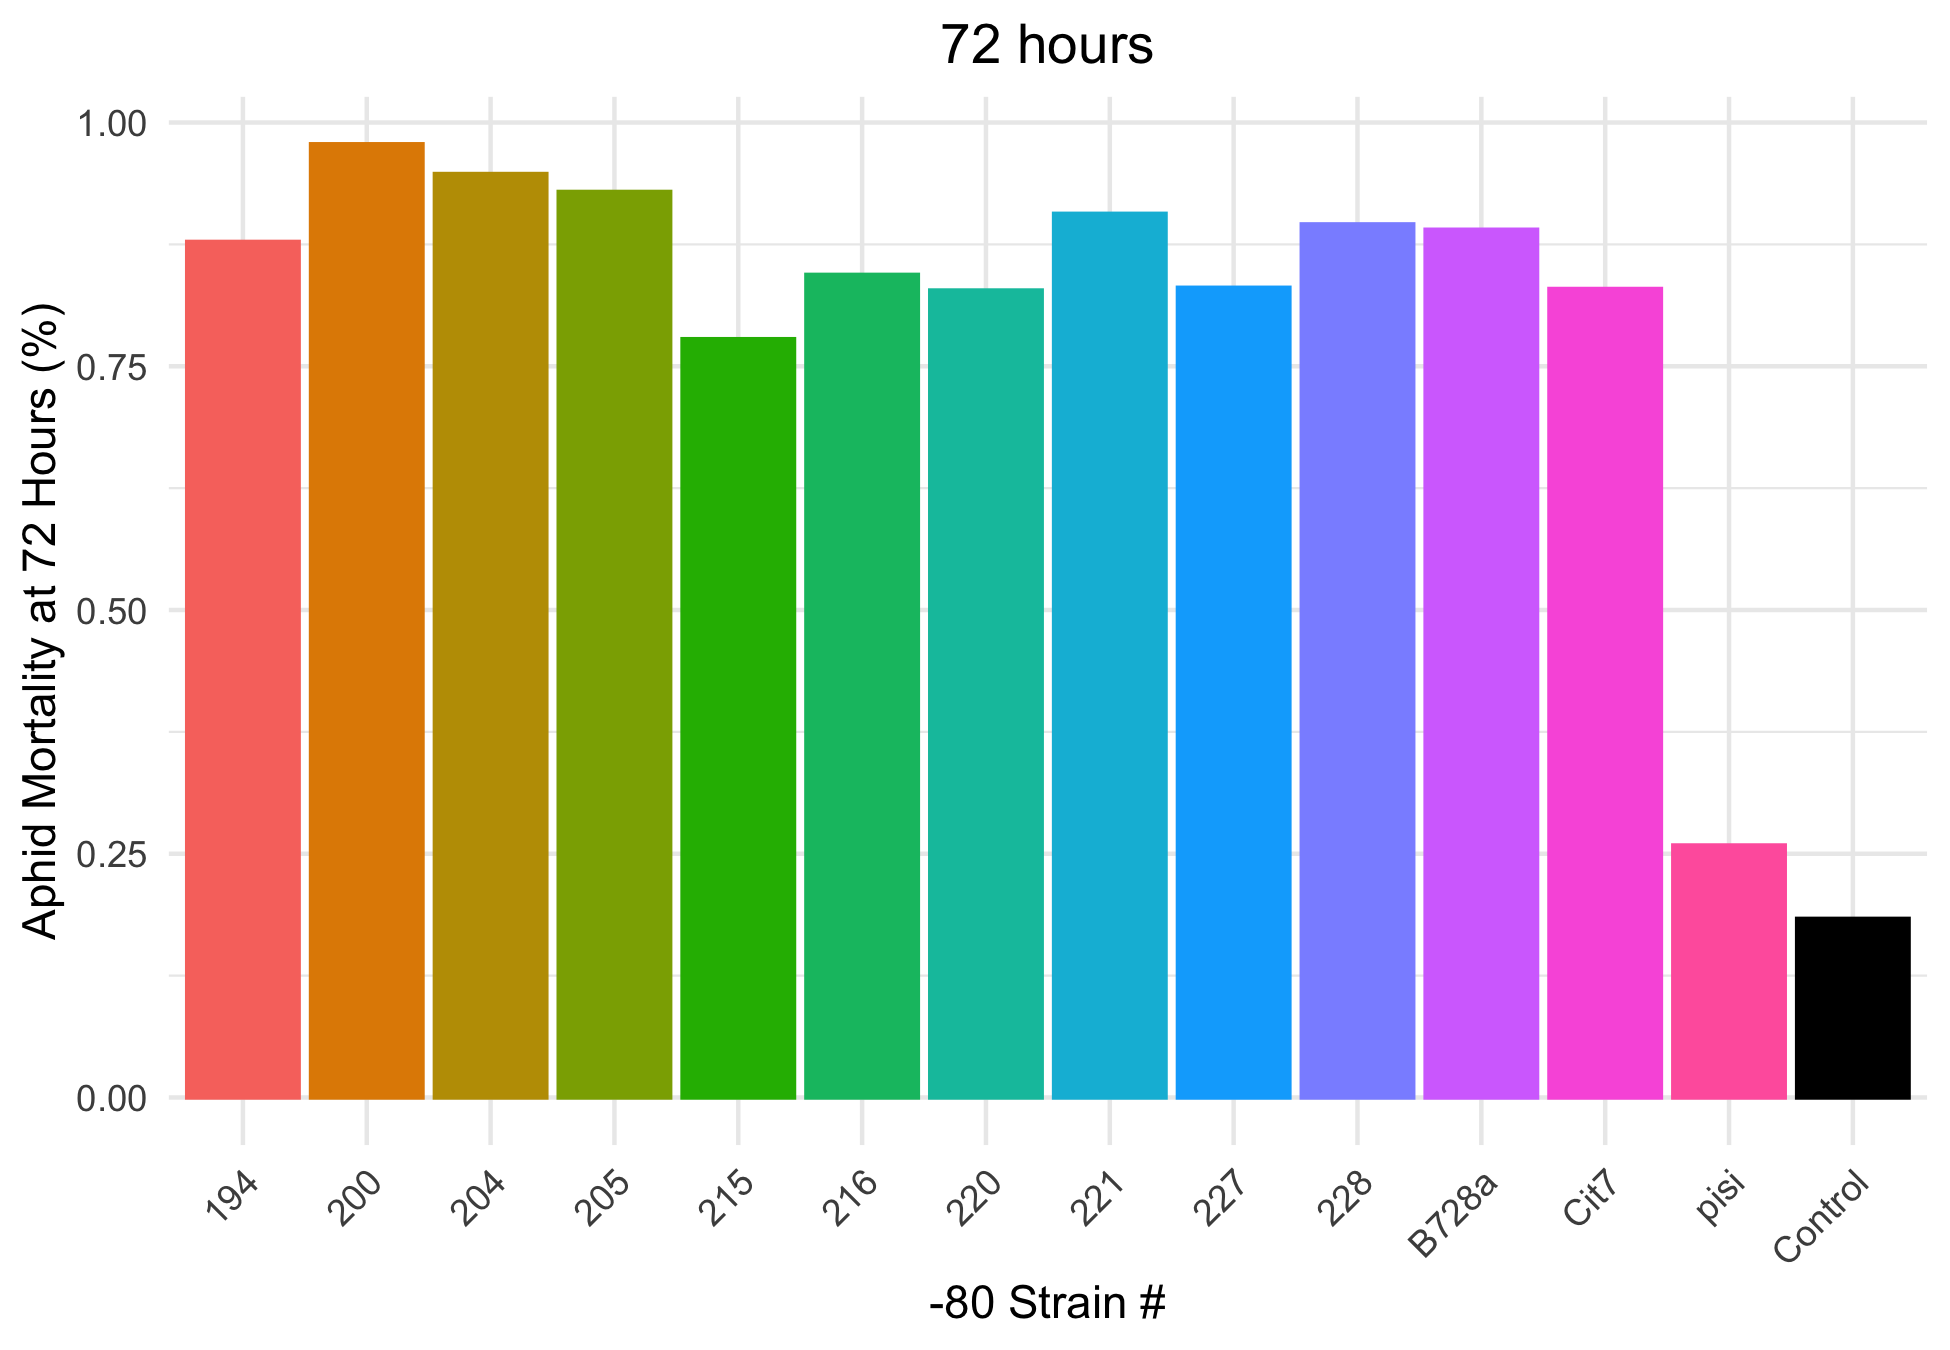 72 hours
Aphid Mortality at 72 Hours (%)
1.00
0.75
0.50
0.25
0.00
194
200
204
205
215
216
220
221
227
228
B728a
Cit7
pisi
Control
-80 Strain #